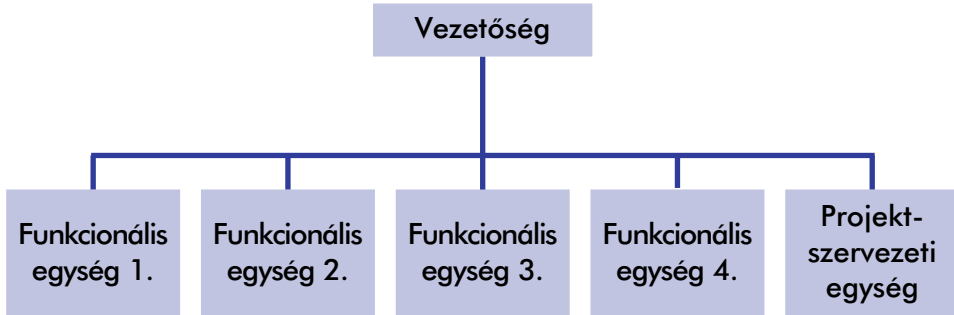 Vezetőség
Funkcionális
egység 1.
Funkcionális
egység 2.
Funkcionális
egység 3.
Funkcionális
egység 4.
Projekt-
szervezeti
egység